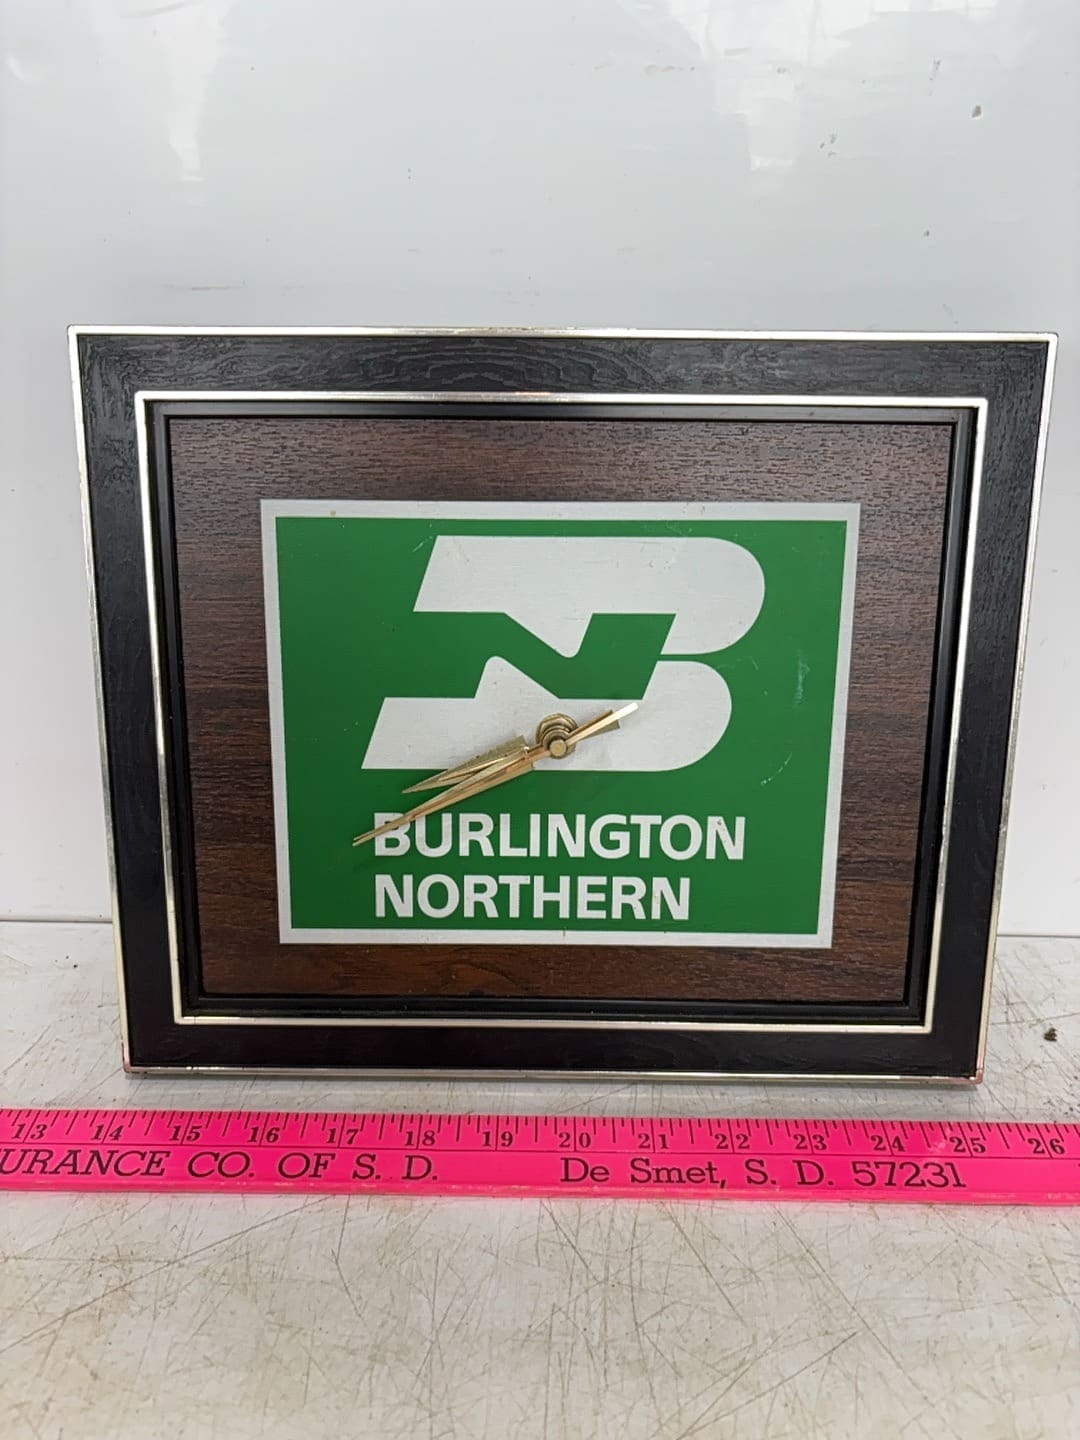 BN
BURLINGTON
NORTHERN
13 14 15 16 17 18 19 20 21 22 23 24 25 26
URANCE CO. OF S. D. De Smet, S. D. 57231